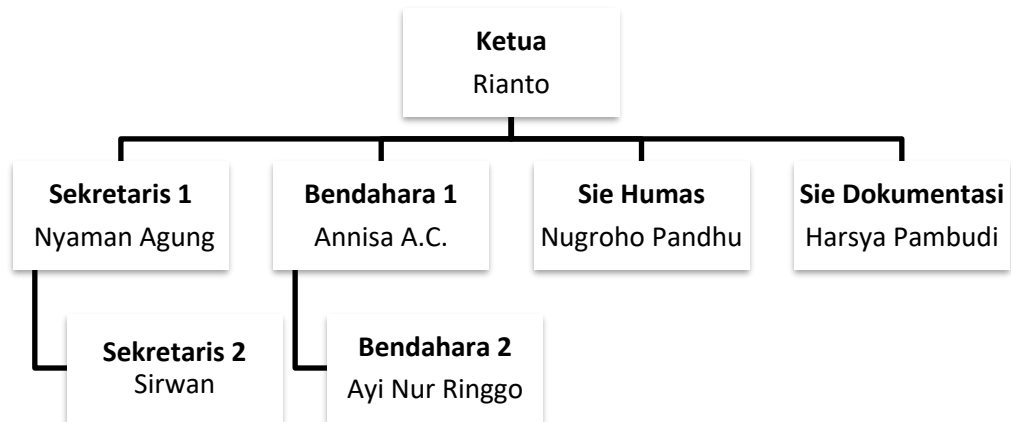 Ketua
Rianto
Sekretaris 1
Nyaman Agung
Bendahara 1
Annisa A.C.
Sie Humas
Nugroho Pandhu
Sie Dokumentasi
Harsya Pambudi
Sekretaris 2
Sirwan
Bendahara 2
Ayi Nur Ringgo